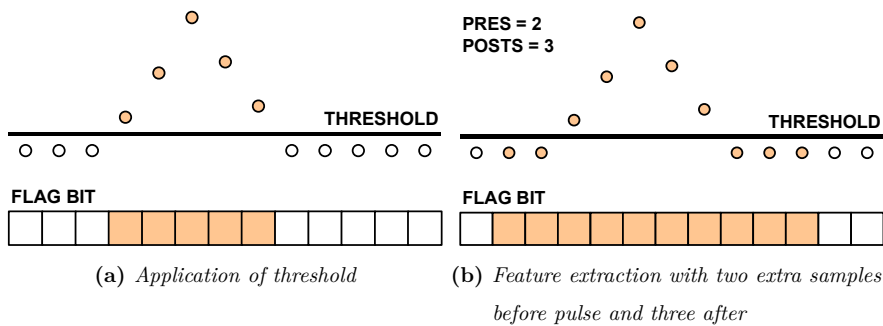 THRESHOLD
FLAG BIT
(a) Application of threshold
PRES = 2
POSTS = 3
THRESHOLD
FLAG BIT
(b) Feature extraction with two extra samples
before pulse and three after